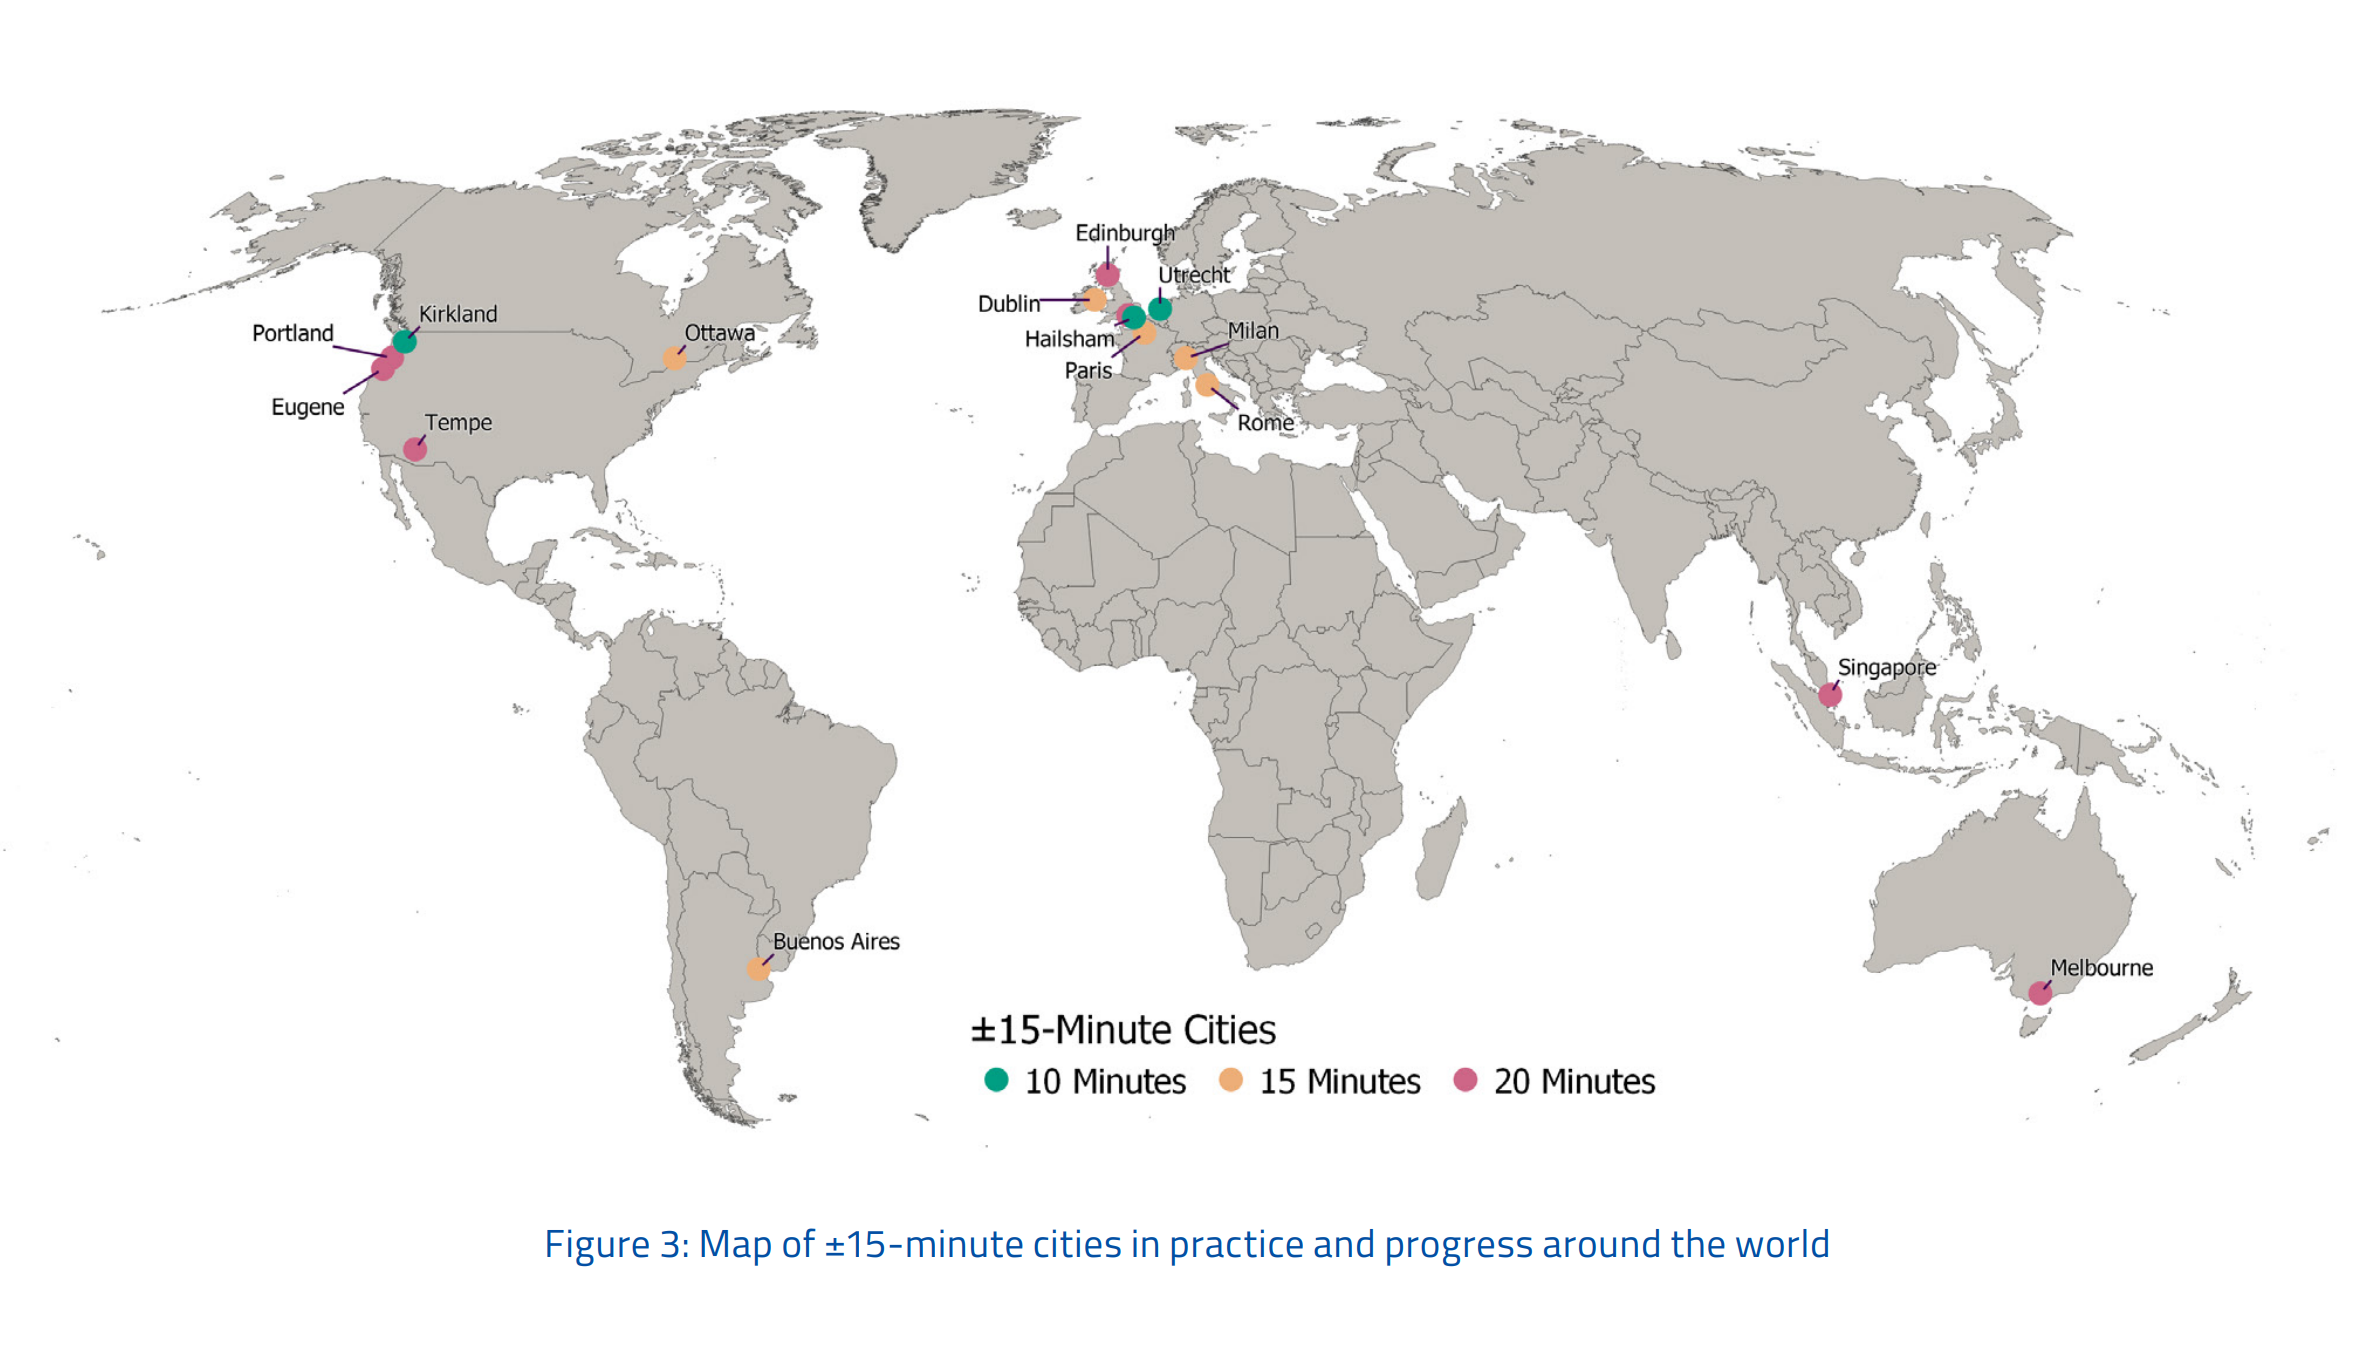 Edinburgh
Utrecht
Dublin
Kirkland
Portland
Ottawa
Milan
Hailsham
Paris
Eugene
Tempe
Rome
Singapore
Buenos Aires
Melbourne
±15-Minute Cities
10 Minutes 15 Minutes 20 Minutes
Figure 3: Map of ±15-minute cities in practice and progress around the world